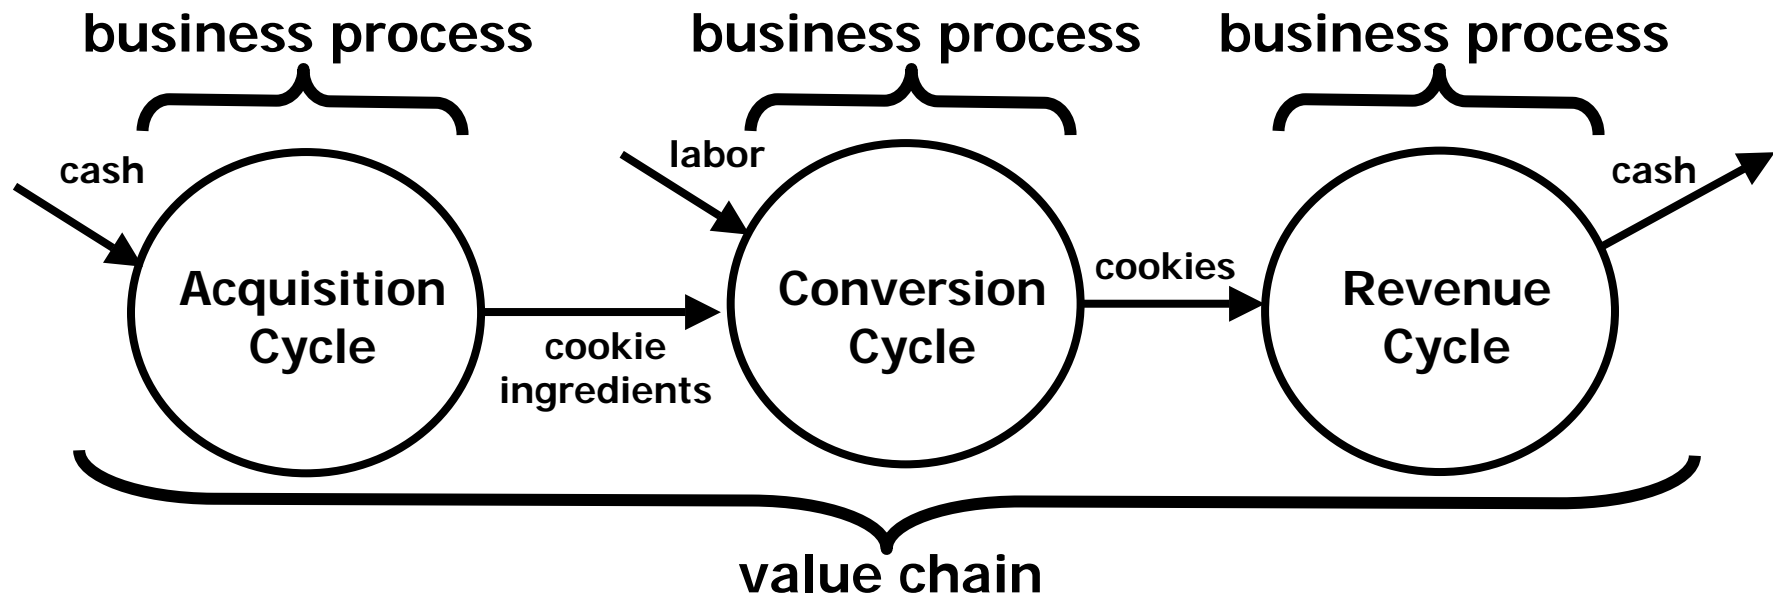 business process
business process
business process
cash
labor
cash
Acquisition
Cycle
cookie
ingredients
Conversion
Cycle
cookies
Revenue
Cycle
value chain